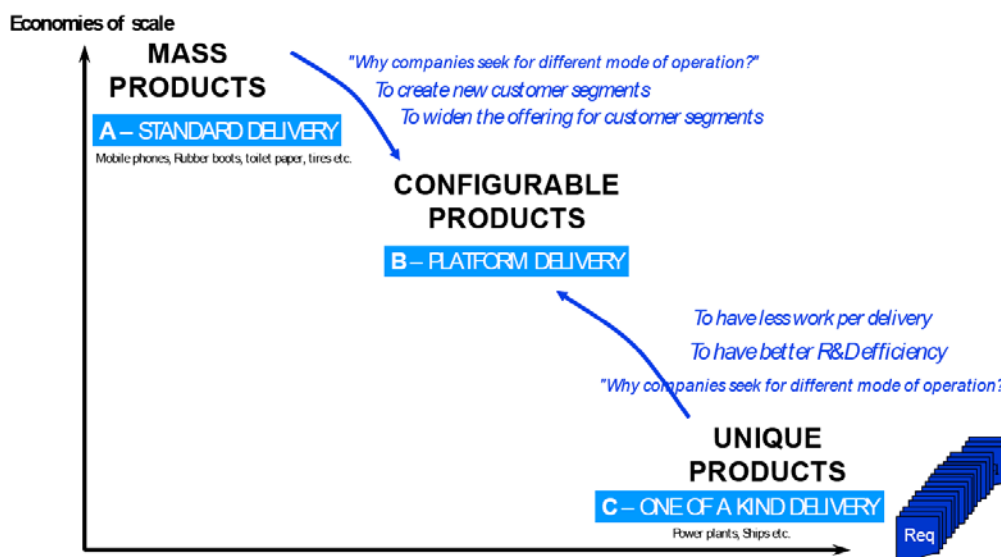 Economies of scale
MASS
PRODUCTS
A – STANDARD DELIVERY
Mobile phones, Rubber boots, toilet paper, tires etc.
"Why companies seek for different mode of operation?"
To create new customer segments
To widen the offering for customer segments
CONFIGURABLE
PRODUCTS
B – PLATFORM DELIVERY
To have less work per delivery
To have better R&D efficiency
"Why companies seek for different mode of operation?
UNIQUE
PRODUCTS
C – ONE OF A KIND DELIVERY
Power plants, Ships etc.
Req